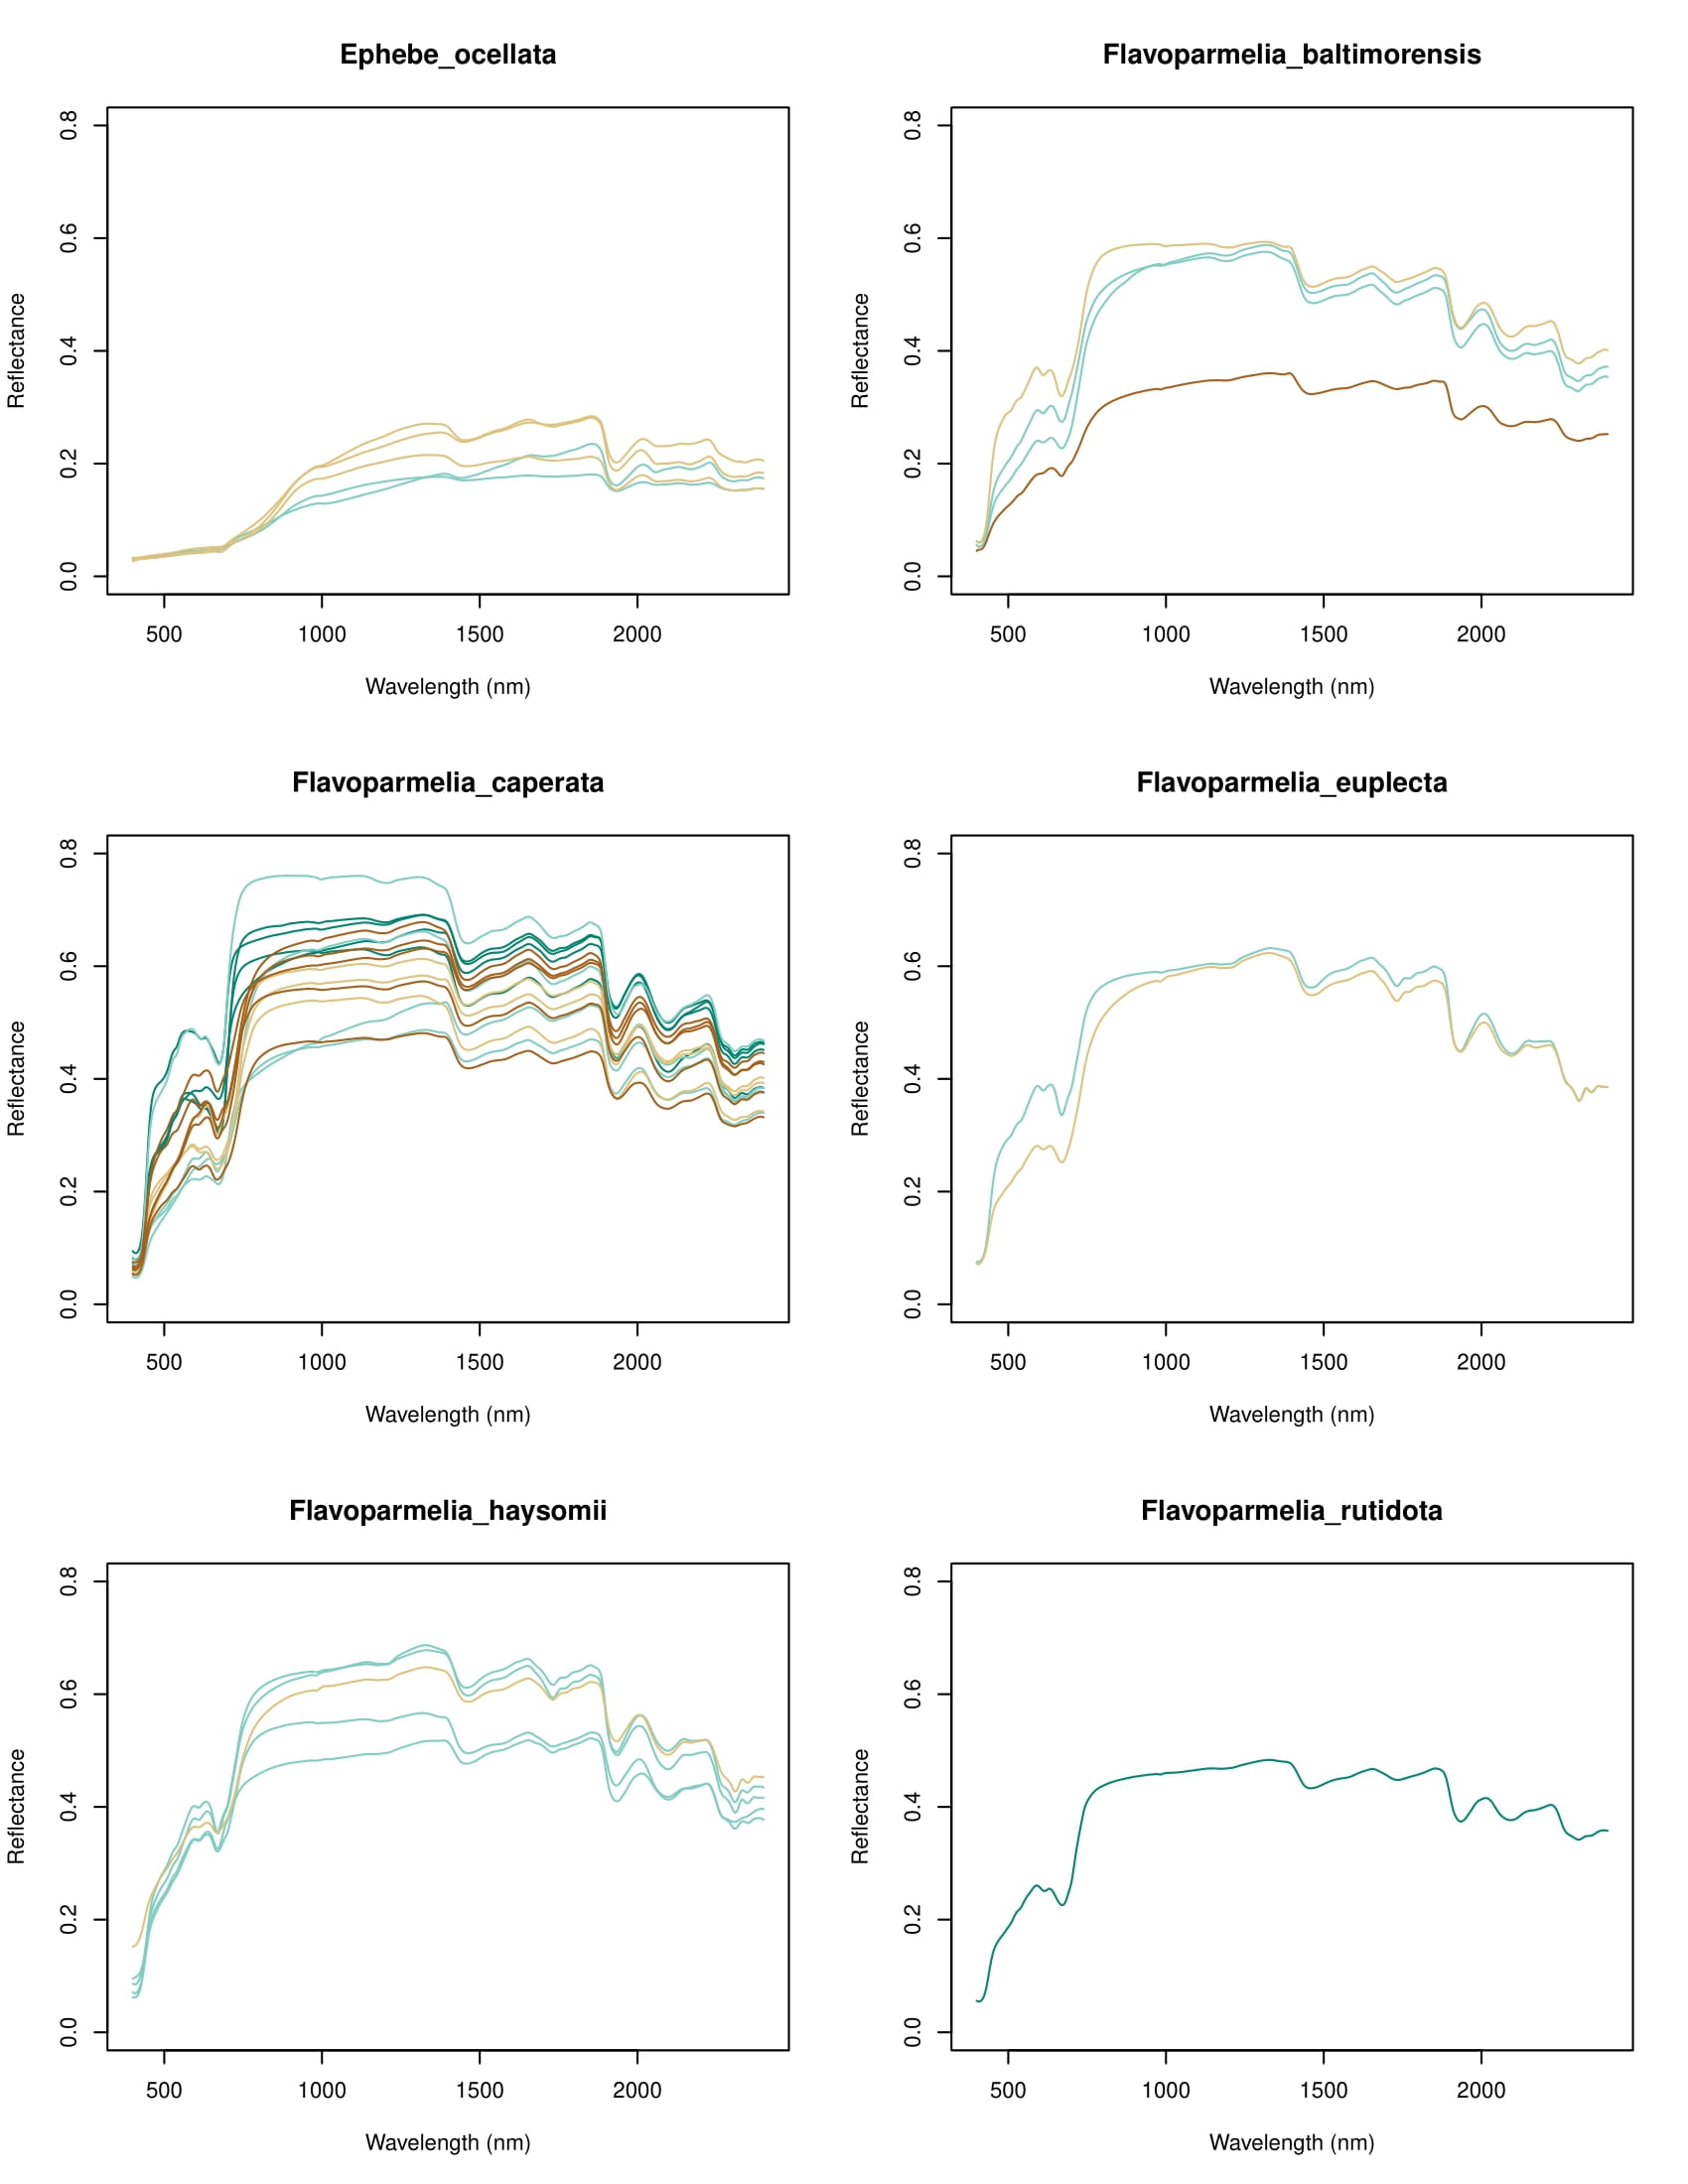 Ephebe_ocellata
Reflectance
0.0 0.2 0.4 0.6 0.8
500 1000 1500 2000
Wavelength (nm)
Flavoparmelia_baltimorensis
Reflectance
0.0 0.2 0.4 0.6 0.8
500 1000 1500 2000
Wavelength (nm)
Flavoparmelia_caperata
Reflectance
0.0 0.2 0.4 0.6 0.8
500 1000 1500 2000
Wavelength (nm)
Flavoparmelia_euplecta
Reflectance
0.0 0.2 0.4 0.6 0.8
500 1000 1500 2000
Wavelength (nm)
Flavoparmelia_haysomii
Reflectance
0.0 0.2 0.4 0.6 0.8
500 1000 1500 2000
Wavelength (nm)
Flavoparmelia_rutidota
Reflectance
0.0 0.2 0.4 0.6 0.8
500 1000 1500 2000
Wavelength (nm)